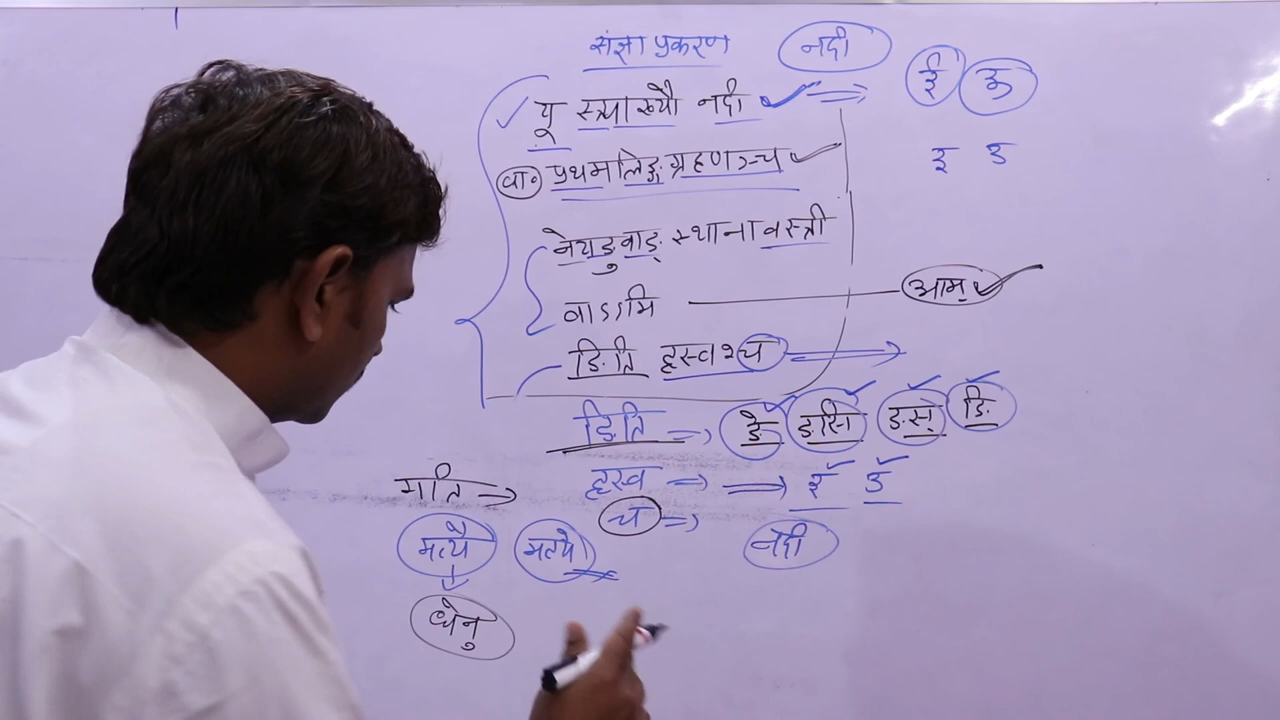 संज्ञा प्रकरण नदी
यू स्त्र्याख्यौ नदी ⇒ ई ऊ
वा० प्रथमलिङ्गग्रहणञ्च इ उ
नेयङुवाङ् स्थानावस्त्री
वाऽऽमि आम्
ङिति ह्रस्वश्च ⇒
ङिति ⇒ ङे ङसि ङस् ङि
ह्रस्व ⇒ ⇒ इ उ
मति → च ⇒ नदी
मत्यै मतये
धेनु